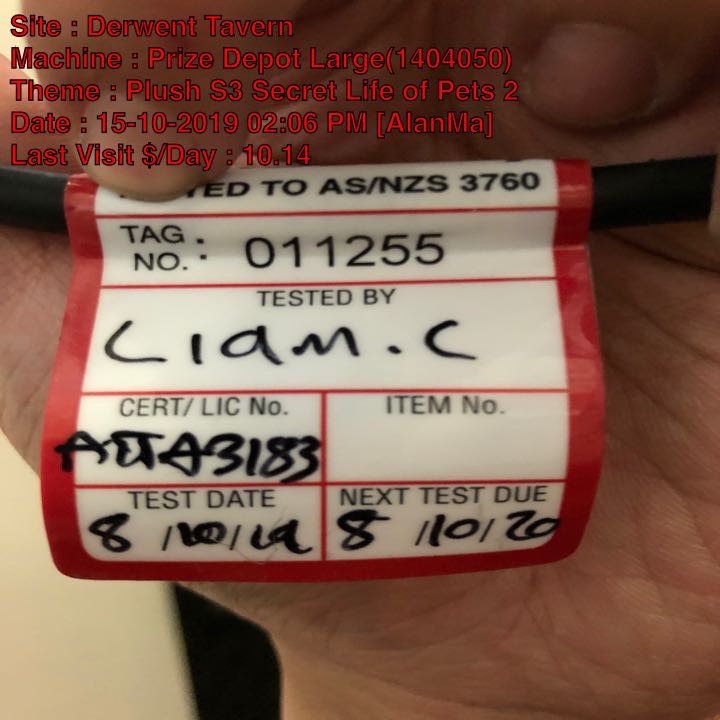 Site : Derwent Tavern
Machine : Prize Depot Large(1404050)
Theme : Plush S3 Secret Life of Pets 2
Date : 15-10-2019 02:06 PM [AlanMa]
Last Visit $/Day : 10.14
TO AS/NZS 3760
TAG NO. : 011255
TESTED BY
Liam.C
CERT/ LIC No. ITEM No.
TEST DATE NEXT TEST DUE
8/10/19 8/10/20